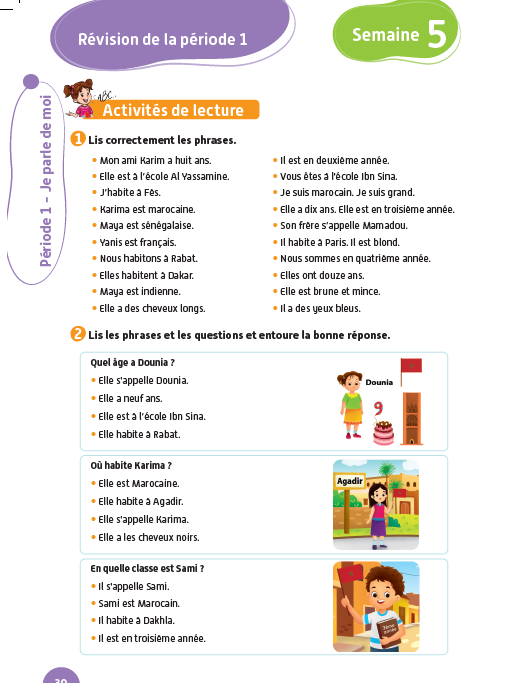 Révision de la période 1
Semaine 5
Période 1 - Je parle de moi
ABC
Activités de lecture
1 Lis correctement les phrases.
• Mon ami Karim a huit ans.
• Elle est à l'école Al Yassamine.
• J'habite à Fès.
• Karima est marocaine.
• Maya est sénégalaise.
• Yanis est français.
• Nous habitons à Rabat.
• Elles habitent à Dakar.
• Maya est indienne.
• Elle a des cheveux longs.
• Il est en deuxième année.
• Vous êtes à l'école Ibn Sina.
• Je suis marocain. Je suis grand.
• Elle a dix ans. Elle est en troisième année.
• Son frère s'appelle Mamadou.
• Il habite à Paris. Il est blond.
• Nous sommes en quatrième année.
• Elles ont douze ans.
• Elle est brune et mince.
• Il a des yeux bleus.
2 Lis les phrases et les questions et entoure la bonne réponse.
Quel âge a Dounia ?
• Elle s'appelle Dounia.
• Elle a neuf ans.
• Elle est à l'école Ibn Sina.
• Elle habite à Rabat.
Dounia
9
Où habite Karima ?
• Elle est Marocaine.
• Elle habite à Agadir.
• Elle s'appelle Karima.
• Elle a les cheveux noirs.
Agadir
En quelle classe est Sami ?
• Il s'appelle Sami.
• Sami est Marocain.
• Il habite à Dakhla.
• Il est en troisième année.
3ème
année
30